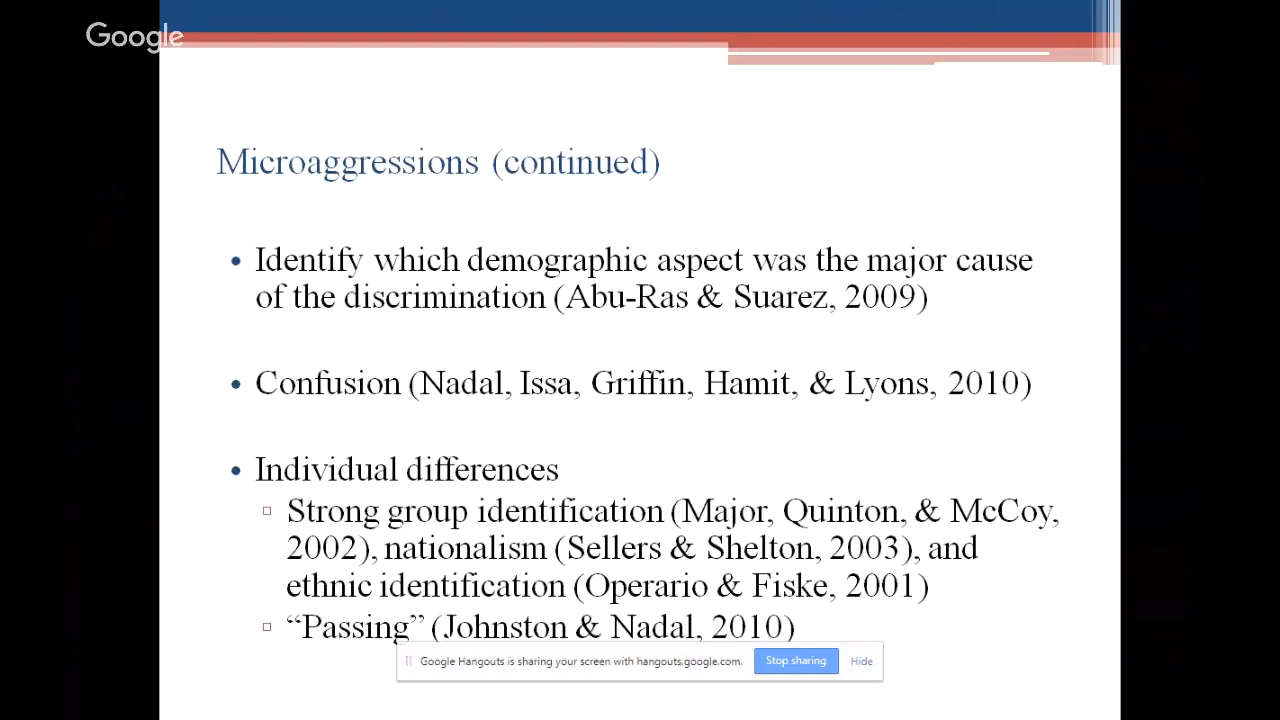 Google
Microaggressions (continued)
• Identify which demographic aspect was the major cause
of the discrimination (Abu-Ras & Suarez, 2009)
• Confusion (Nadal, Issa, Griffin, Hamit, & Lyons, 2010)
• Individual differences
▫ Strong group identification (Major, Quinton, & McCoy,
2002), nationalism (Sellers & Shelton, 2003), and
ethnic identification (Operario & Fiske, 2001)
▫ “Passing” (Johnston & Nadal, 2010)
Google Hangouts is sharing your screen with hangouts.google.com. Stop sharing Hide